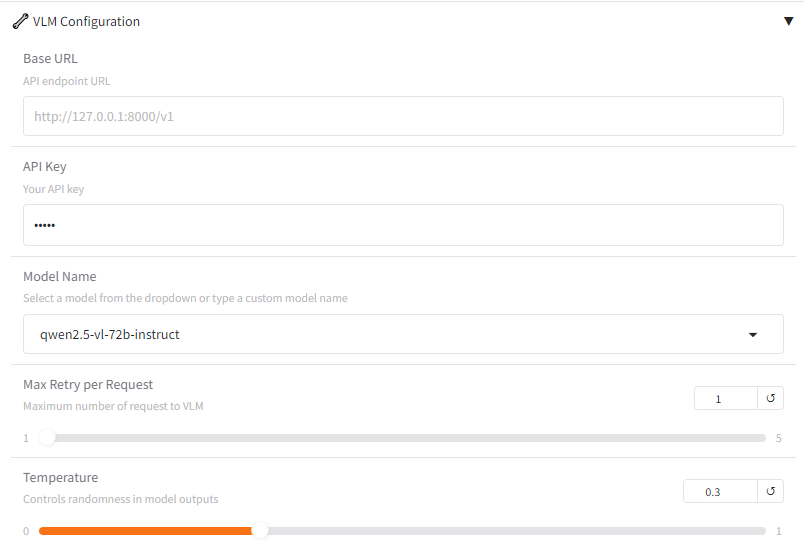 VLM Configuration
Base URL
API endpoint URL
http://127.0.0.1:8000/v1
API Key
Your API key
•••••
Model Name
Select a model from the dropdown or type a custom model name
qwen2.5-vl-72b-instruct
Max Retry per Request
Maximum number of request to VLM
1
1 5
Temperature
Controls randomness in model outputs
0.3
0 1